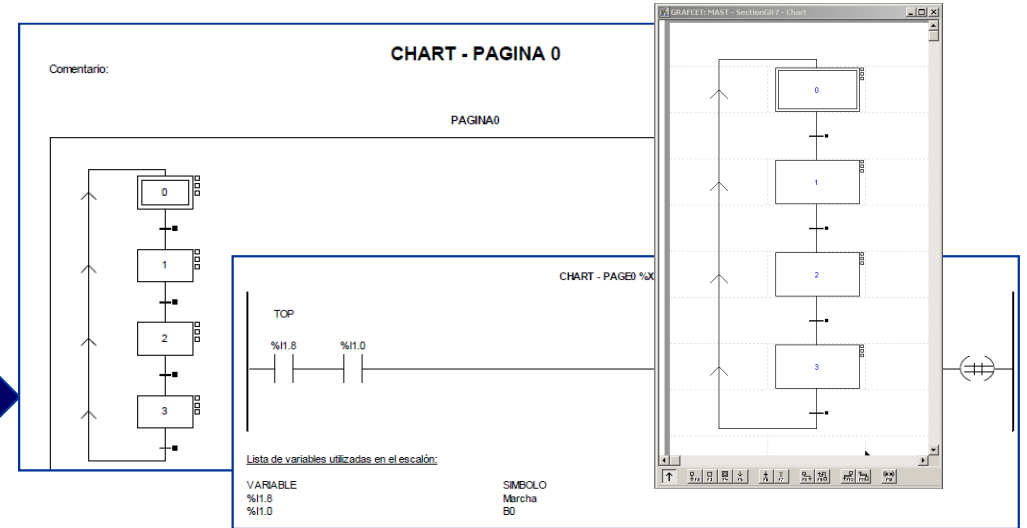 CHART - PAGINA 0
Comentario:
PAGINA0
0
1
2
3
CHART - PAGE0 %X
TOP
%I1.8 %I1.0
Lista de variables utilizadas en el escalón:
VARIABLE SIMBOLO
%I1.8 Marcha
%I1.0 B0
GRAFCET: MAST - SectionGR7 - Chart
0
1
2
3